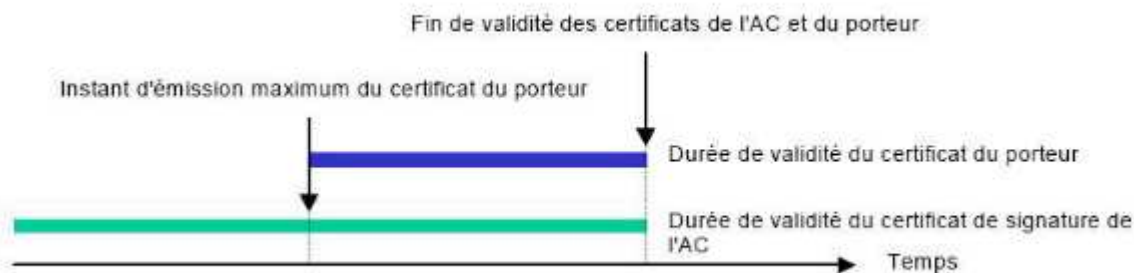 Fin de validité des certificats de l'AC et du porteur
Instant d'émission maximum du certificat du porteur
Durée de validité du certificat du porteur
Durée de validité du certificat de signature de
l'AC
Temps